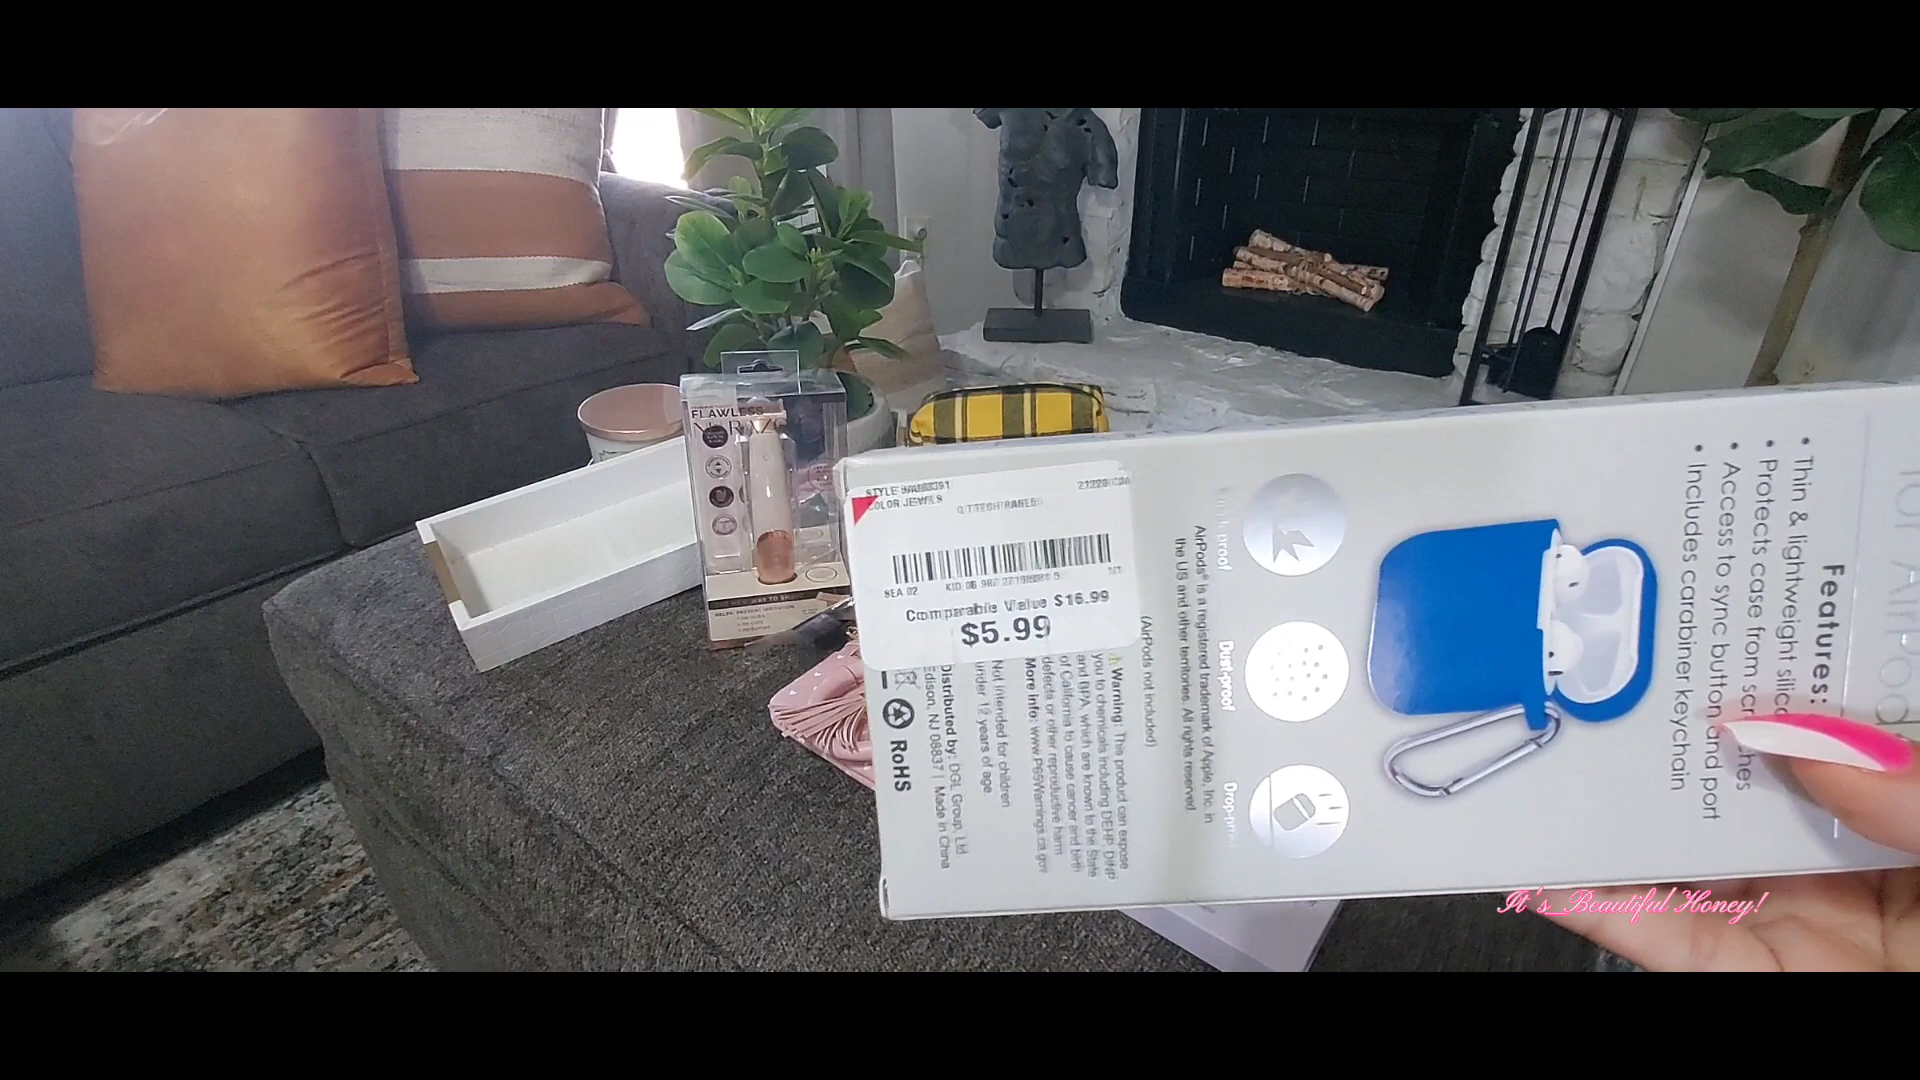 FLAWLESS
COLOR JEWELS
SEA 02
Comparable Value $16.99
$5.99
for AirPods
Features:
• Thin & lightweight
• Protects case from
• Access to sync button and port
• Includes carabiner keychain
Dust-proof
AirPods® is a registered trademark of Apple, Inc. in
the US and other territories. All rights reserved
(AirPods not included)
Warning: This product can expose
you to chemicals including DEHP, DINP
and BPA, which are known to the State
of California to cause cancer and birth
defects or other reproductive harm
More info: www.P65Warnings.ca.gov
Not intended for children
under 12 years of age
Distributed by: DGL Group, Ltd.
Edison, NJ 08837 | Made in China
RoHS
It's Beautiful Honey!